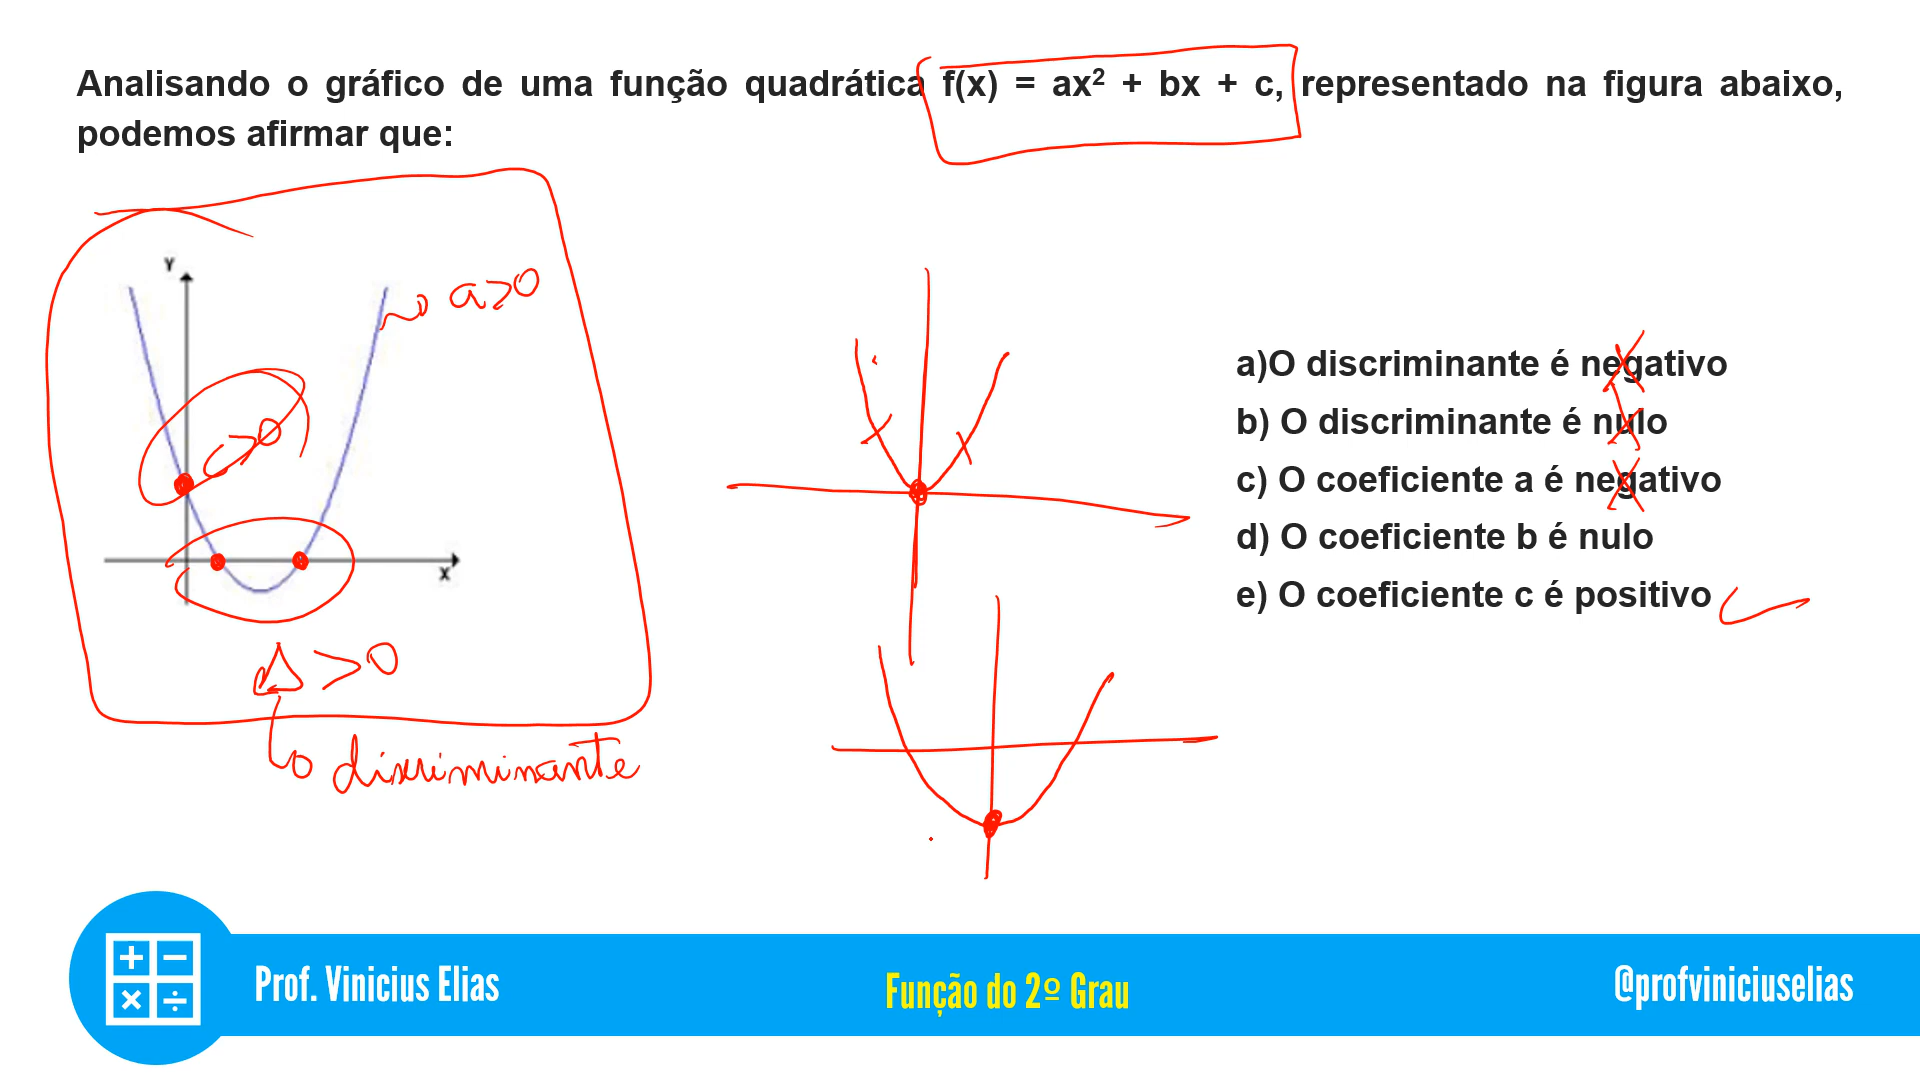 Analisando o gráfico de uma função quadrática f(x) = ax² + bx + c, representado na figura abaixo,
podemos afirmar que:
Y
a>0
c>0
X
Δ>0
discriminante
a)O discriminante é negativo
b) O discriminante é nulo
c) O coeficiente a é negativo
d) O coeficiente b é nulo
e) O coeficiente c é positivo
Prof. Vinicius Elias
Função do 2º Grau
@profviniciuselias